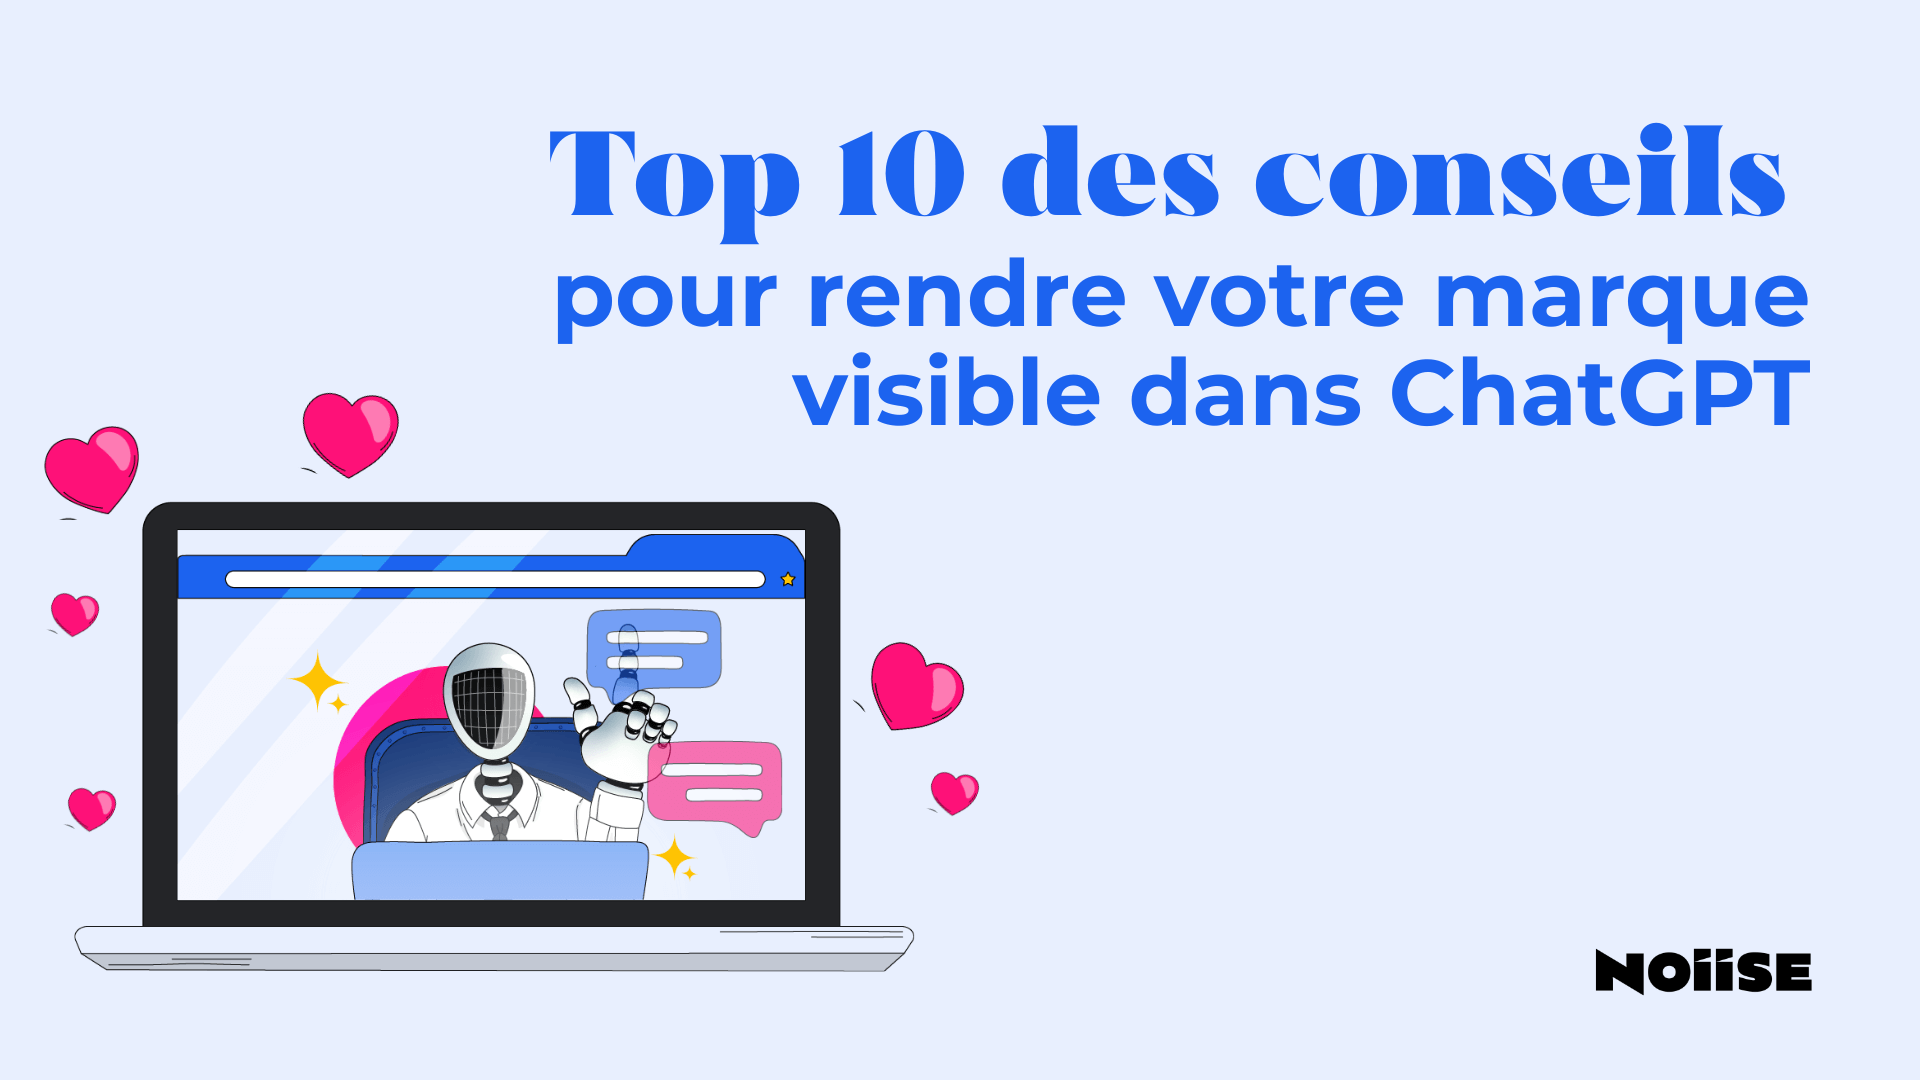 Top 10 des conseils
pour rendre votre marque
visible dans ChatGPT
NOIISE